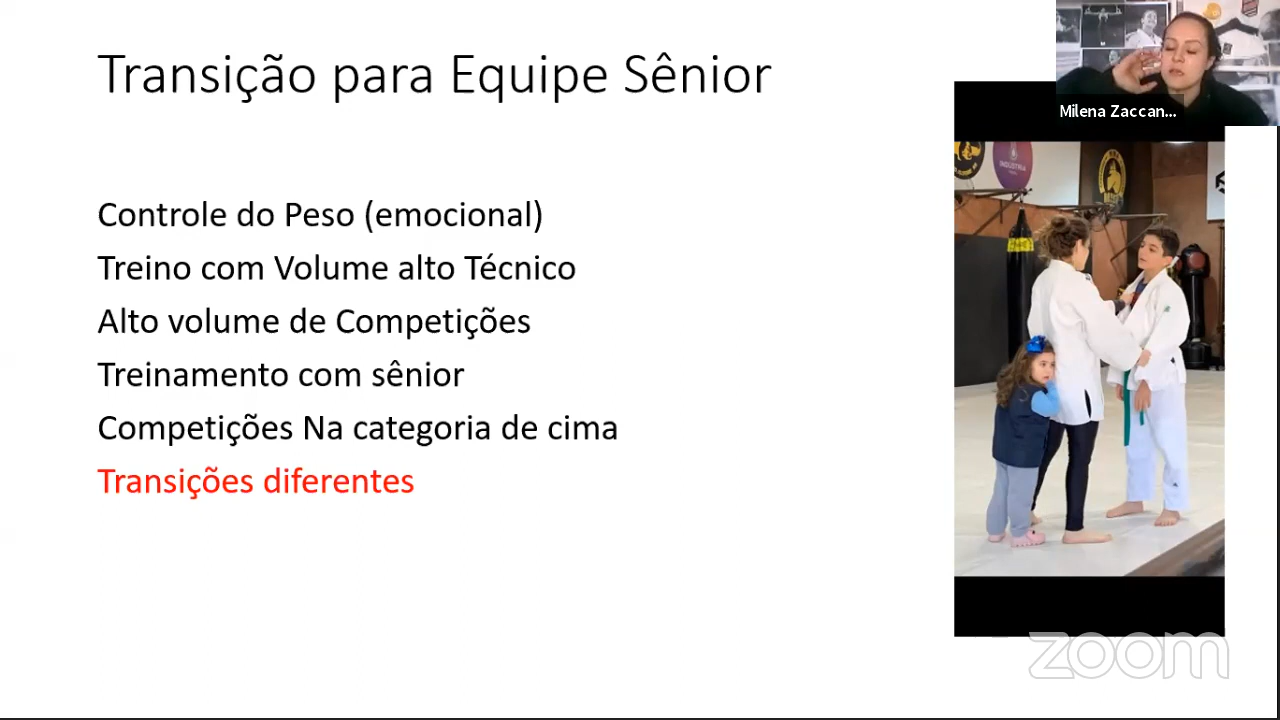 Transição para Equipe Sênior
Milena Zaccan...
Controle do Peso (emocional)
Treino com Volume alto Técnico
Alto volume de Competições
Treinamento com sênior
Competições Na categoria de cima
Transições diferentes
zoom